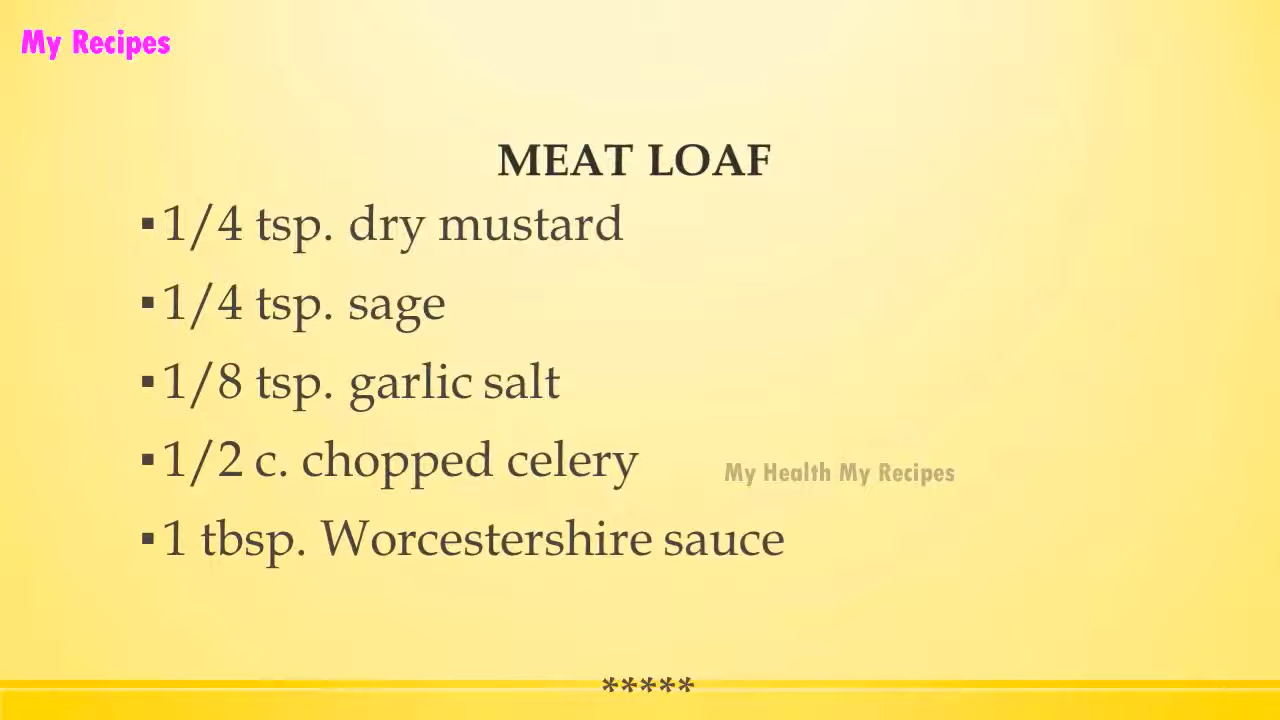 My Recipes
MEAT LOAF
▪1/4 tsp. dry mustard
▪1/4 tsp. sage
▪1/8 tsp. garlic salt
▪1/2 c. chopped celery
My Health My Recipes
▪1 tbsp. Worcestershire sauce
*****